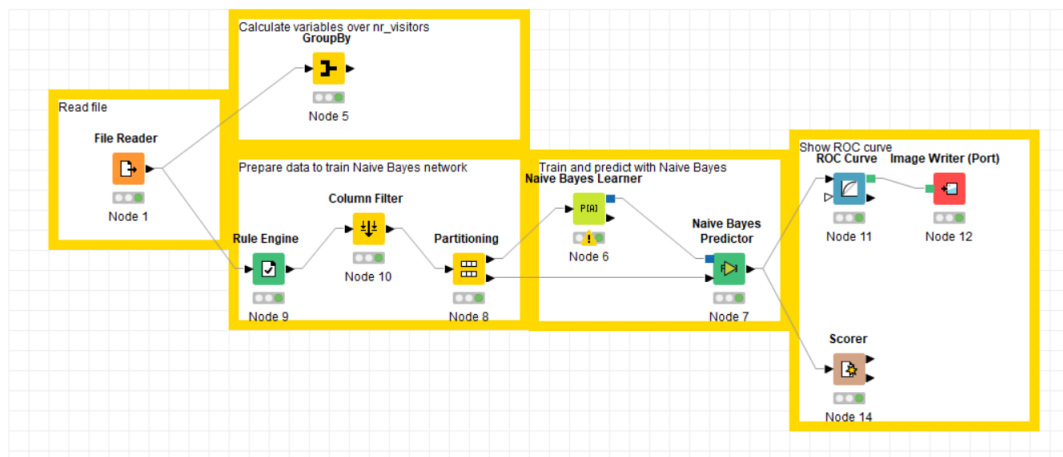 Calculate variables over nr_visitors
GroupBy
Node 5
Read file
File Reader
Node 1
Prepare data to train Naive Bayes network
Column Filter
Node 10
Rule Engine
Node 9
Partitioning
Node 8
Train and predict with Naive Bayes
Naive Bayes Learner
P[A]
Node 6
Naive Bayes
Predictor
Node 7
Show ROC curve
ROC Curve
Node 11
Image Writer (Port)
Node 12
Scorer
Node 14